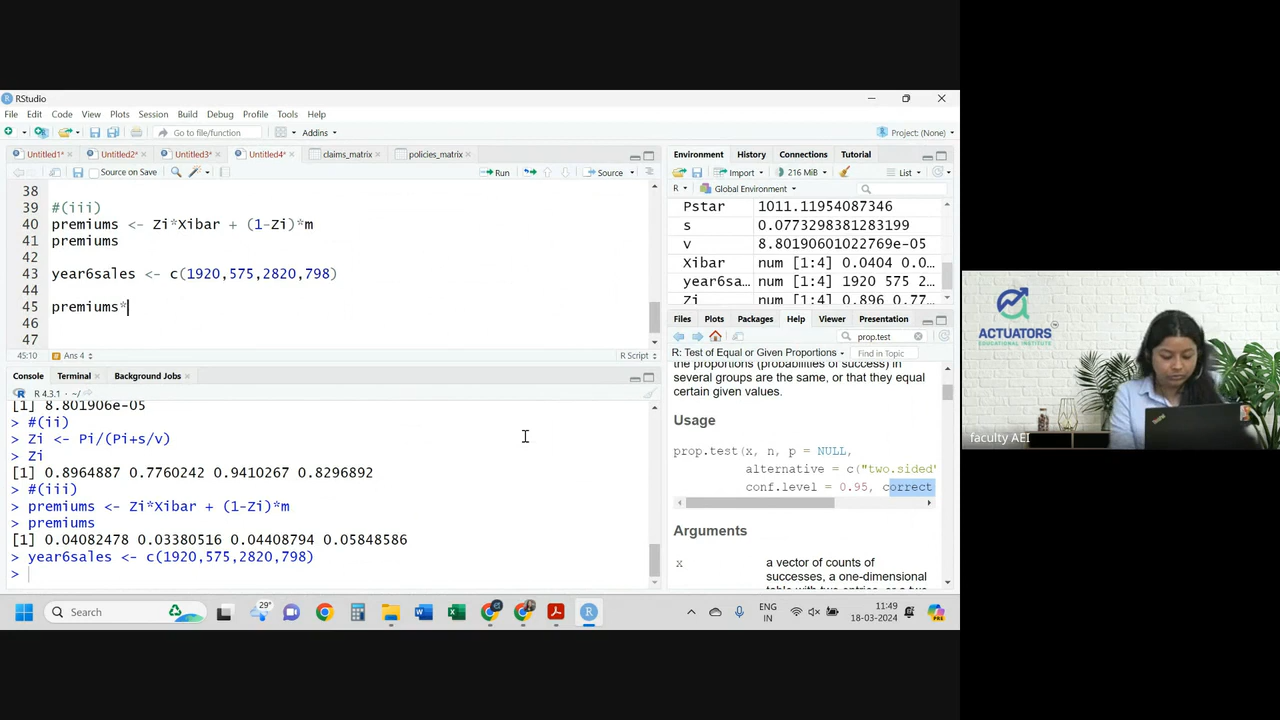 RStudio
File Edit Code View Plots Session Build Debug Profile Tools Help
Go to file/function Addins Project: (None)
Untitled1* Untitled2* Untitled3* Untitled4* claims_matrix policies_matrix
Source on Save Run Source
38
39 #(iii)
40 premiums <- Zi*Xibar + (1-Zi)*m
41 premiums
42
43 year6sales <- c(1920,575,2820,798)
44
45 premiums*
46
47
45:10 Ans 4 R Script
Console Terminal Background Jobs
R 4.3.1 · ~/
[1] 8.801906e-05
> #(ii)
> Zi <- Pi/(Pi+s/v)
> Zi
[1] 0.8964887 0.7760242 0.9410267 0.8296892
> #(iii)
> premiums <- Zi*Xibar + (1-Zi)*m
> premiums
[1] 0.04082478 0.03380516 0.04408794 0.05848586
> year6sales <- c(1920,575,2820,798)
>
Environment History Connections Tutorial
Import 216 MiB List
R Global Environment
Pstar 1011.11954087346
s 0.0773298381283199
v 8.80190601022769e-05
Xibar num [1:4] 0.0404 0.0...
year6sa... num [1:4] 1920 575 2...
Zi num [1:4] 0.896 0.77...
Files Plots Packages Help Viewer Presentation
prop.test
R: Test of Equal or Given Proportions Find in Topic
the proportions (probabilities of success) in
several groups are the same, or that they equal
certain given values.
Usage
prop.test(x, n, p = NULL,
alternative = c("two.sided"
conf.level = 0.95, correct
Arguments
x a vector of counts of
successes, a one-dimensional
table with two entries, or a two
Search
29°
ENG
IN
11:49
18-03-2024
ACTUATORS
EDUCATIONAL INSTITUTE
ThinkPad
faculty AEI